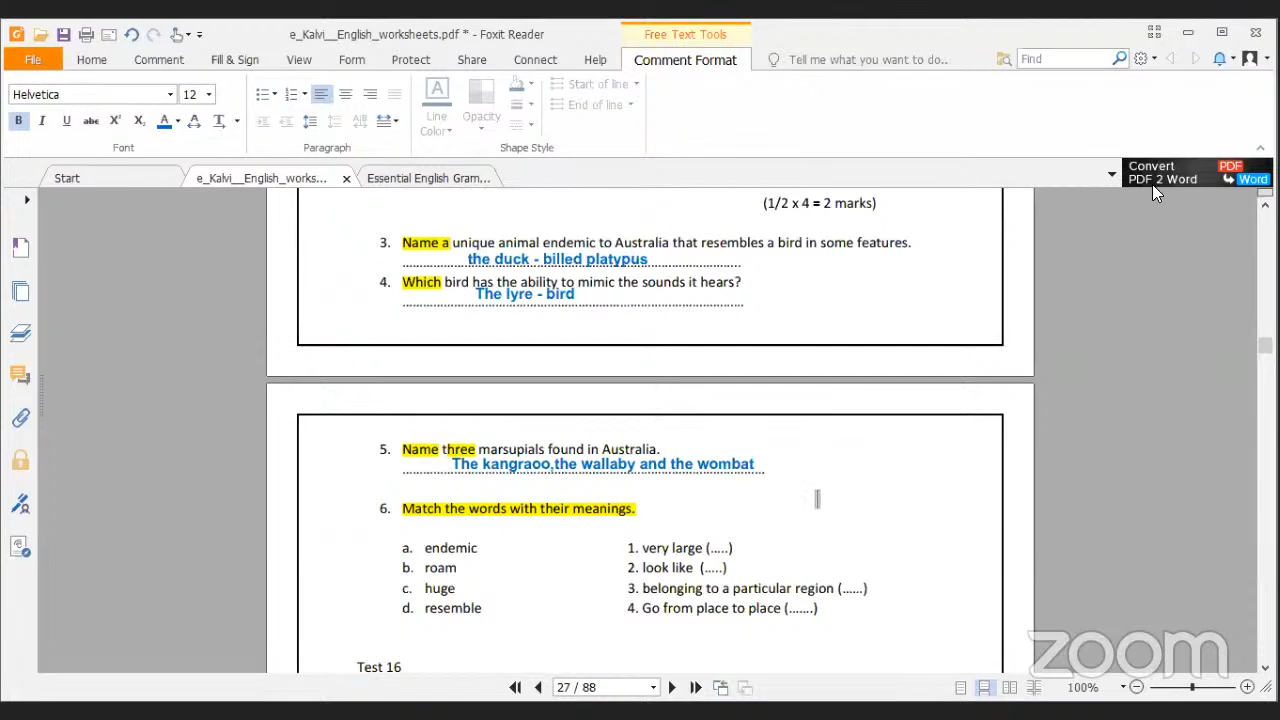 e_Kalvi__English_worksheets.pdf * - Foxit Reader
Free Text Tools
File Home Comment Fill & Sign View Form Protect Share Connect Help Comment Format Tell me what you want to do.. Find
Helvetica 12
Start of line
End of line
Line Color
Opacity
B I U abc X² X₂ A
Font Paragraph Shape Style
Start e_Kalvi__English_works... Essential English Gram...
Convert PDF
PDF 2 Word Word
(1/2 x 4 = 2 marks)
3. Name a unique animal endemic to Australia that resembles a bird in some features.
the duck - billed platypus
4. Which bird has the ability to mimic the sounds it hears?
The lyre - bird
5. Name three marsupials found in Australia.
The kangraoo,the wallaby and the wombat
6. Match the words with their meanings.
a. endemic 1. very large (.....)
b. roam 2. look like (.....)
c. huge 3. belonging to a particular region (......)
d. resemble 4. Go from place to place (.......)
Test 16
zoom
27 / 88 100%